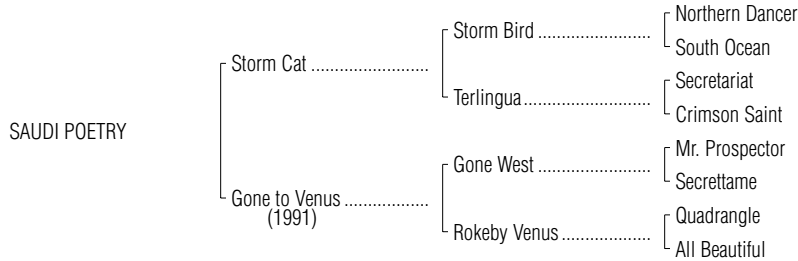 Northern Dancer
Storm Bird ........................
South Ocean
Storm Cat .........................
Secretariat
Terlingua..........................
Crimson Saint
SAUDI POETRY
Mr. Prospector
Gone West ........................
Secrettame
Gone to Venus ..................
(1991)
Quadrangle
Rokeby Venus...................
All Beautiful